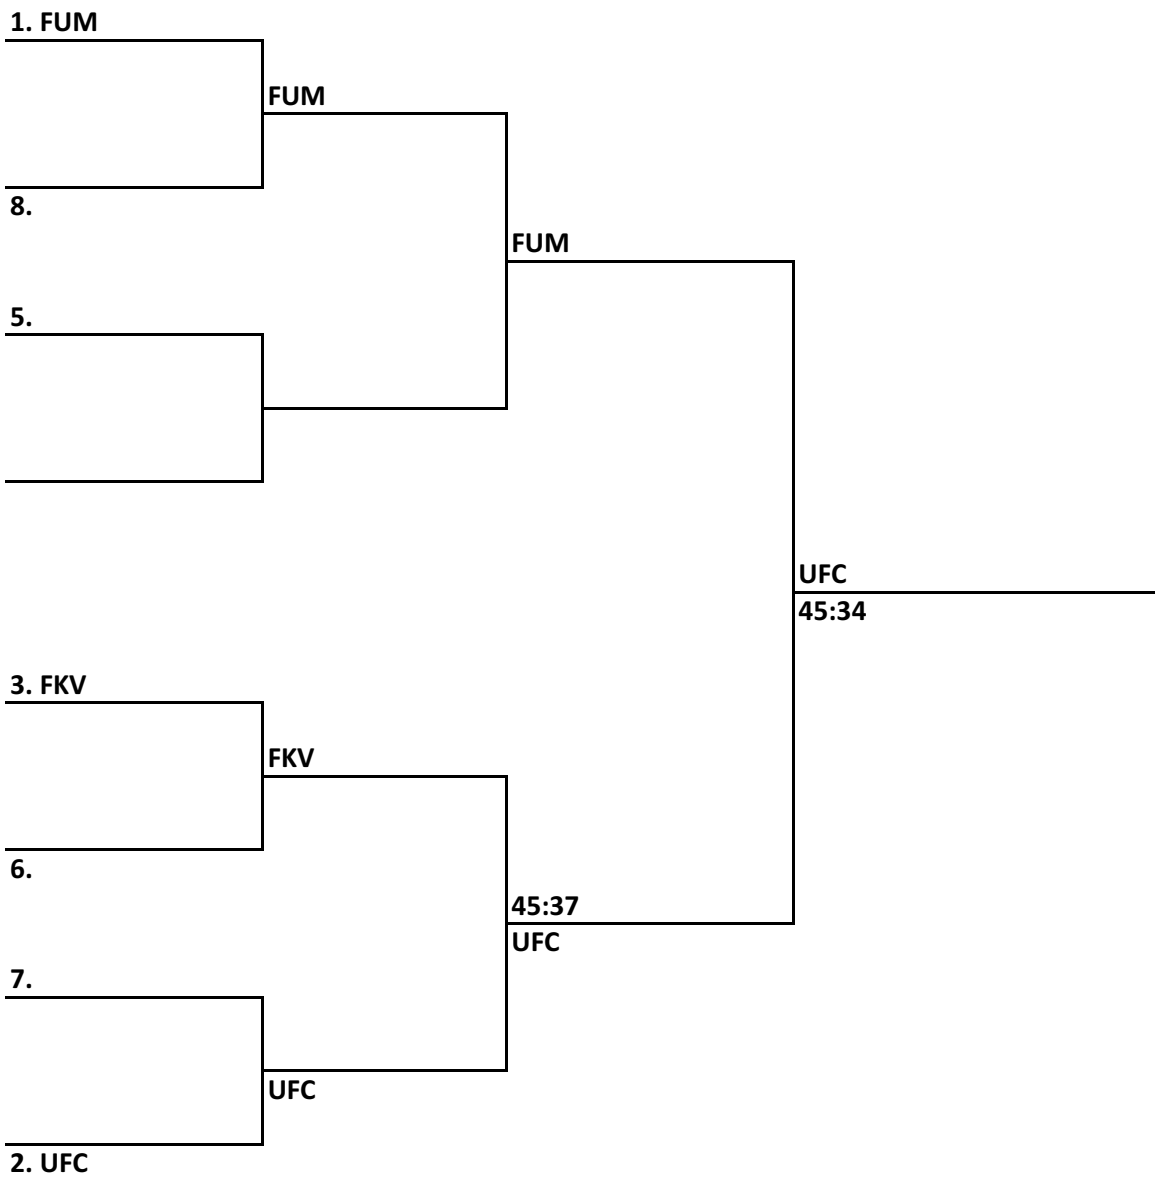 1. FUM
FUM
8.
FUM
5.
UFC
45:34
3. FKV
FKV
6.
45:37
UFC
7.
UFC
2. UFC